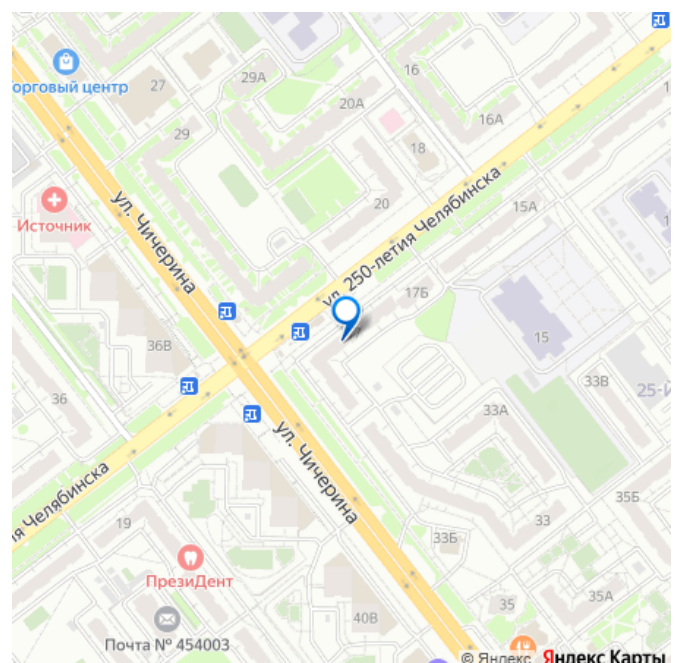 16
29А
орговый центр
27
20А
16А
29
18
Источник
ул. Чичерина
20
15А
ул. 250-летия Челябинска
17Б
36В
15
33В
36
33А
25-й
ул. Чичерина
я Челябинска
35Б
19
33
33Б
ПрезиДент
35
35А
40В
Почта № 454003
© Яндекс Яндекс Карты